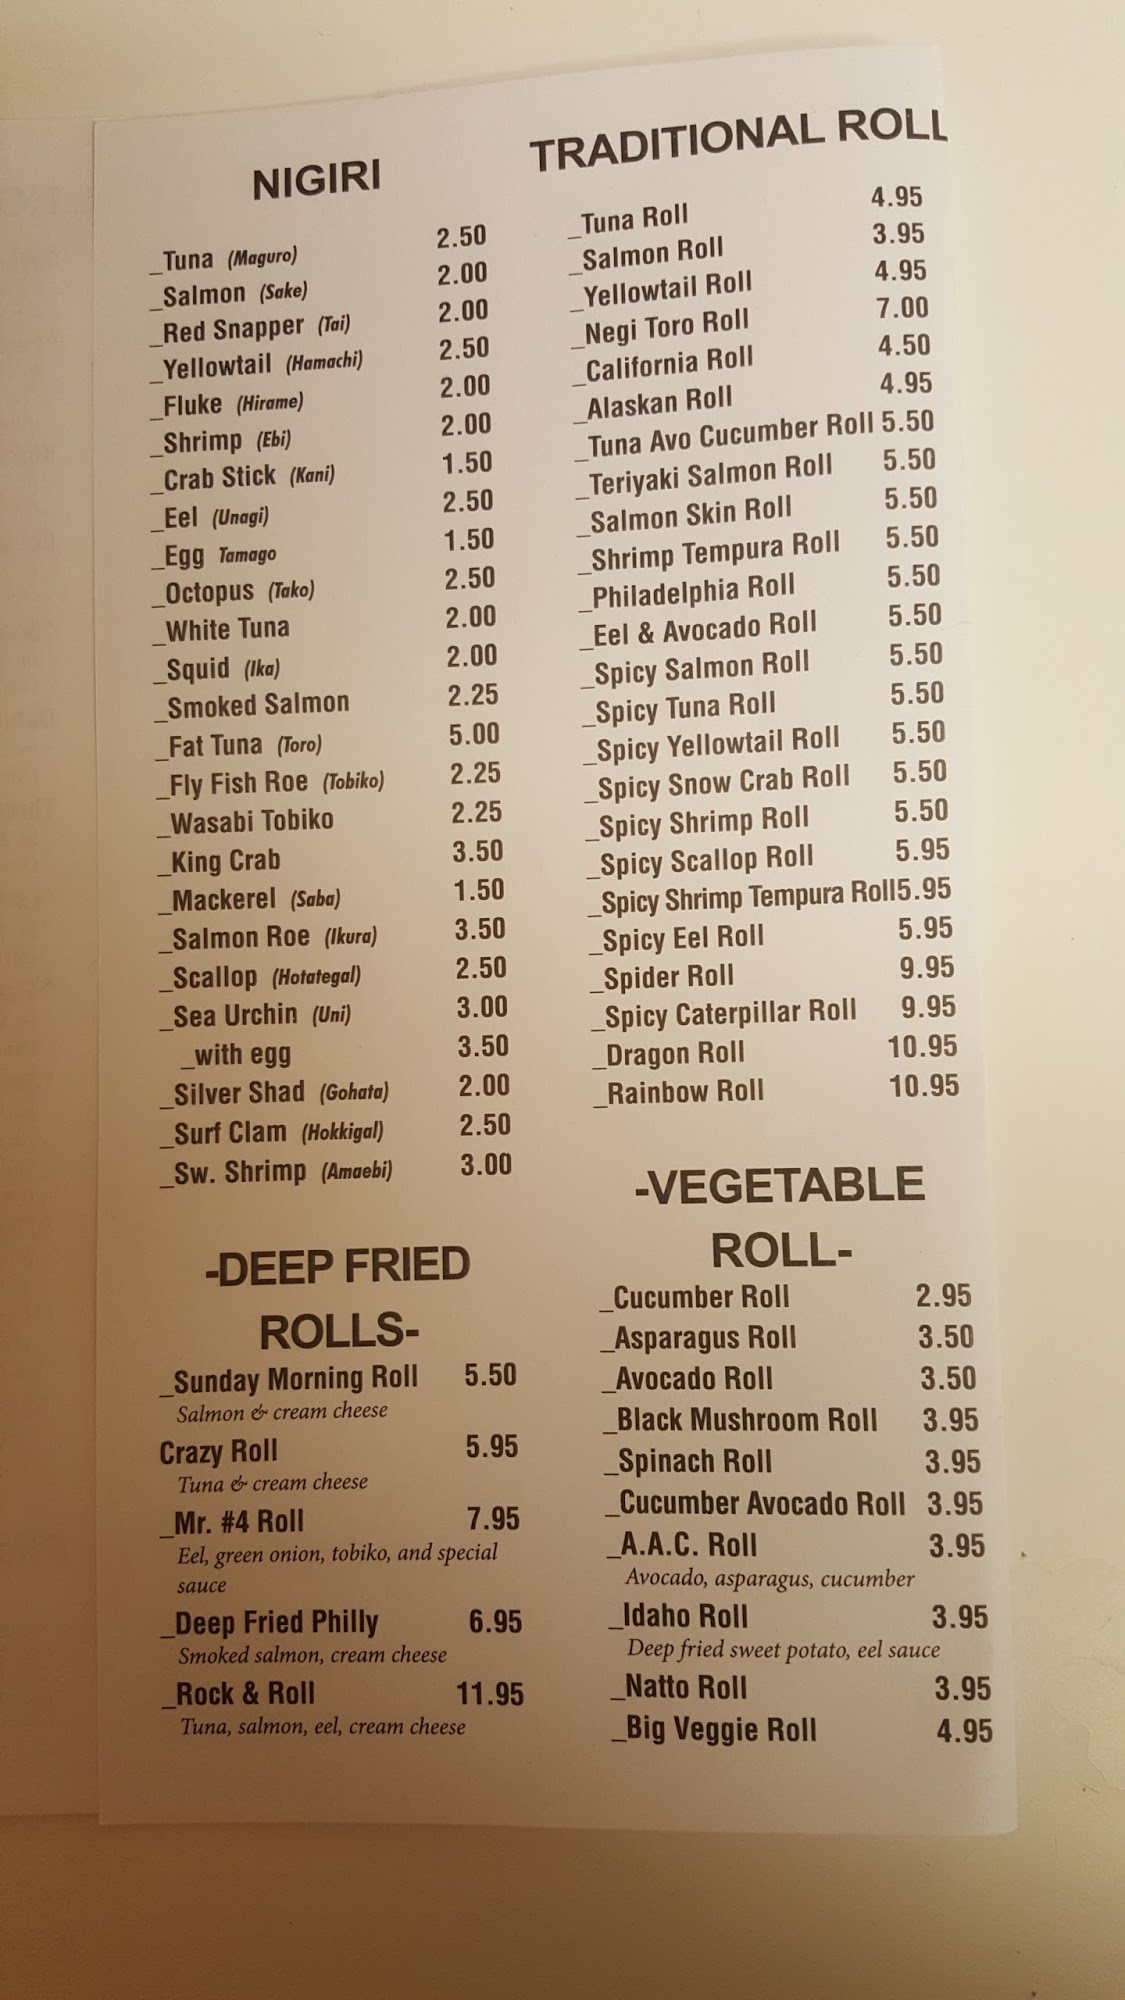 NIGIRI
_Tuna (Maguro) 2.50
_Salmon (Sake) 2.00
_Red Snapper (Tai) 2.00
_Yellowtail (Hamachi) 2.50
_Fluke (Hirame) 2.00
_Shrimp (Ebi) 2.00
_Crab Stick (Kani) 1.50
_Eel (Unagi) 2.50
_Egg Tamago 1.50
_Octopus (Tako) 2.50
_White Tuna 2.00
_Squid (Ika) 2.00
_Smoked Salmon 2.25
_Fat Tuna (Toro) 5.00
_Fly Fish Roe (Tobiko) 2.25
_Wasabi Tobiko 2.25
_King Crab 3.50
_Mackerel (Saba) 1.50
_Salmon Roe (Ikura) 3.50
_Scallop (Hotategal) 2.50
_Sea Urchin (Uni) 3.00
_with egg 3.50
_Silver Shad (Gohata) 2.00
_Surf Clam (Hokkigal) 2.50
_Sw. Shrimp (Amaebi) 3.00
-DEEP FRIED
ROLLS-
_Sunday Morning Roll 5.50
Salmon & cream cheese
Crazy Roll 5.95
Tuna & cream cheese
_Mr. #4 Roll 7.95
Eel, green onion, tobiko, and special
sauce
_Deep Fried Philly 6.95
Smoked salmon, cream cheese
_Rock & Roll 11.95
Tuna, salmon, eel, cream cheese
TRADITIONAL ROLL
_Tuna Roll 4.95
_Salmon Roll 3.95
_Yellowtail Roll 4.95
_Negi Toro Roll 7.00
_California Roll 4.50
_Alaskan Roll 4.95
_Tuna Avo Cucumber Roll 5.50
_Teriyaki Salmon Roll 5.50
_Salmon Skin Roll 5.50
_Shrimp Tempura Roll 5.50
_Philadelphia Roll 5.50
_Eel & Avocado Roll 5.50
_Spicy Salmon Roll 5.50
_Spicy Tuna Roll 5.50
_Spicy Yellowtail Roll 5.50
_Spicy Snow Crab Roll 5.50
_Spicy Shrimp Roll 5.50
_Spicy Scallop Roll 5.95
_Spicy Shrimp Tempura Roll5.95
_Spicy Eel Roll 5.95
_Spider Roll 9.95
_Spicy Caterpillar Roll 9.95
_Dragon Roll 10.95
_Rainbow Roll 10.95
-VEGETABLE
ROLL-
_Cucumber Roll 2.95
_Asparagus Roll 3.50
_Avocado Roll 3.50
_Black Mushroom Roll 3.95
_Spinach Roll 3.95
_Cucumber Avocado Roll 3.95
_A.A.C. Roll 3.95
Avocado, asparagus, cucumber
_Idaho Roll 3.95
Deep fried sweet potato, eel sauce
_Natto Roll 3.95
_Big Veggie Roll 4.95